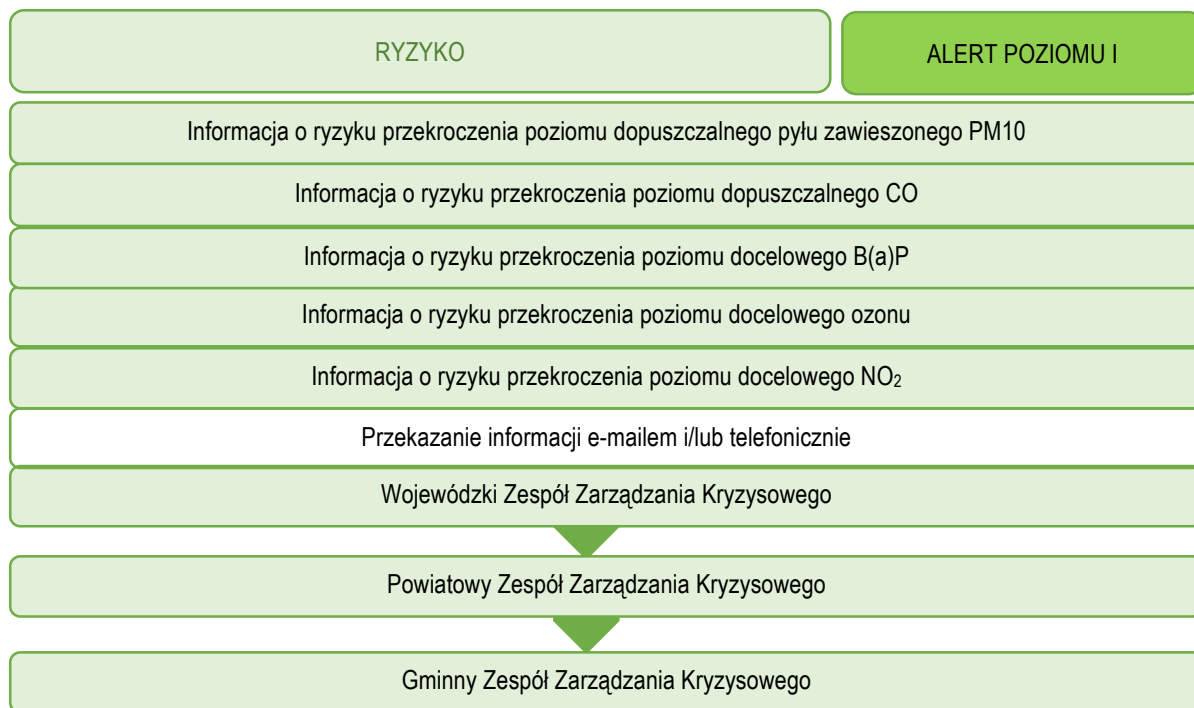 RYZYKO
ALERT POZIOMU I
Informacja o ryzyku przekroczenia poziomu dopuszczalnego pyłu zawieszonego PM10
Informacja o ryzyku przekroczenia poziomu dopuszczalnego CO
Informacja o ryzyku przekroczenia poziomu docelowego B(a)P
Informacja o ryzyku przekroczenia poziomu docelowego ozonu
Informacja o ryzyku przekroczenia poziomu docelowego NO₂
Przekazanie informacji e-mailem i/lub telefonicznie
Wojewódzki Zespół Zarządzania Kryzysowego
Powiatowy Zespół Zarządzania Kryzysowego
Gminny Zespół Zarządzania Kryzysowego